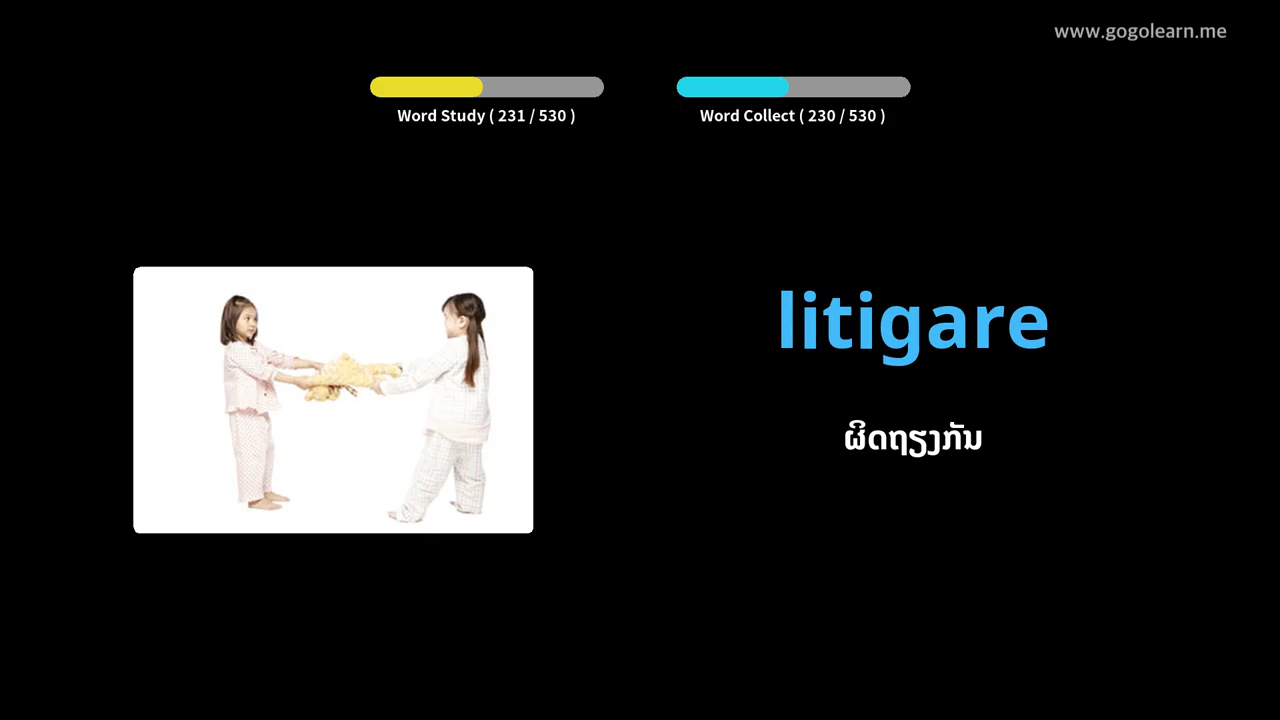 www.gogolearn.me
Word Study ( 231 / 530 )
Word Collect ( 230 / 530 )
litigare
ຜິດຖຽງກັນ